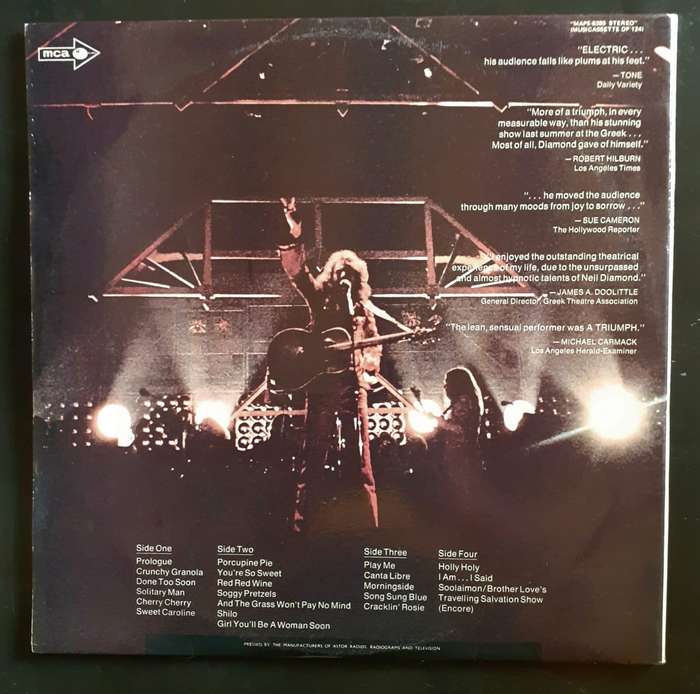 mca
"MAPS-6393 STEREO"
(MUSICASSETTE DP 124)
"ELECTRIC...
his audience falls like plums at his feet."
—TONE
Daily Variety
"More of a triumph, in every
measurable way, than his stunning
show last summer at the Greek...
Most of all, Diamond gave of himself."
—ROBERT HILBURN
Los Angeles Times
"...he moved the audience
through many moods from joy to sorrow..."
—SUE CAMERON
The Hollywood Reporter
enjoyed the outstanding theatrical
experience of my life, due to the unsurpassed
and almost hypnotic talents of Neil Diamond."
—JAMES A. DOOLITTLE
General Director, Greek Theatre Association
"The lean, sensual performer was A TRIUMPH."
—MICHAEL CARMACK
Los Angeles Herald-Examiner
Side One
Prologue
Crunchy Granola
Done Too Soon
Solitary Man
Cherry Cherry
Sweet Caroline
Side Two
Porcupine Pie
You're So Sweet
Red Red Wine
Soggy Pretzels
And The Grass Won't Pay No Mind
Shilo
Girl You'll Be A Woman Soon
Side Three
Play Me
Canta Libre
Morningside
Song Sung Blue
Cracklin' Rosie
Side Four
Holly Holy
I Am...I Said
Soolaimon/Brother Love's
Travelling Salvation Show
(Encore)
PRESSED BY THE MANUFACTURERS OF ASTOR RADIOS, RADIOGRAMS AND TELEVISION